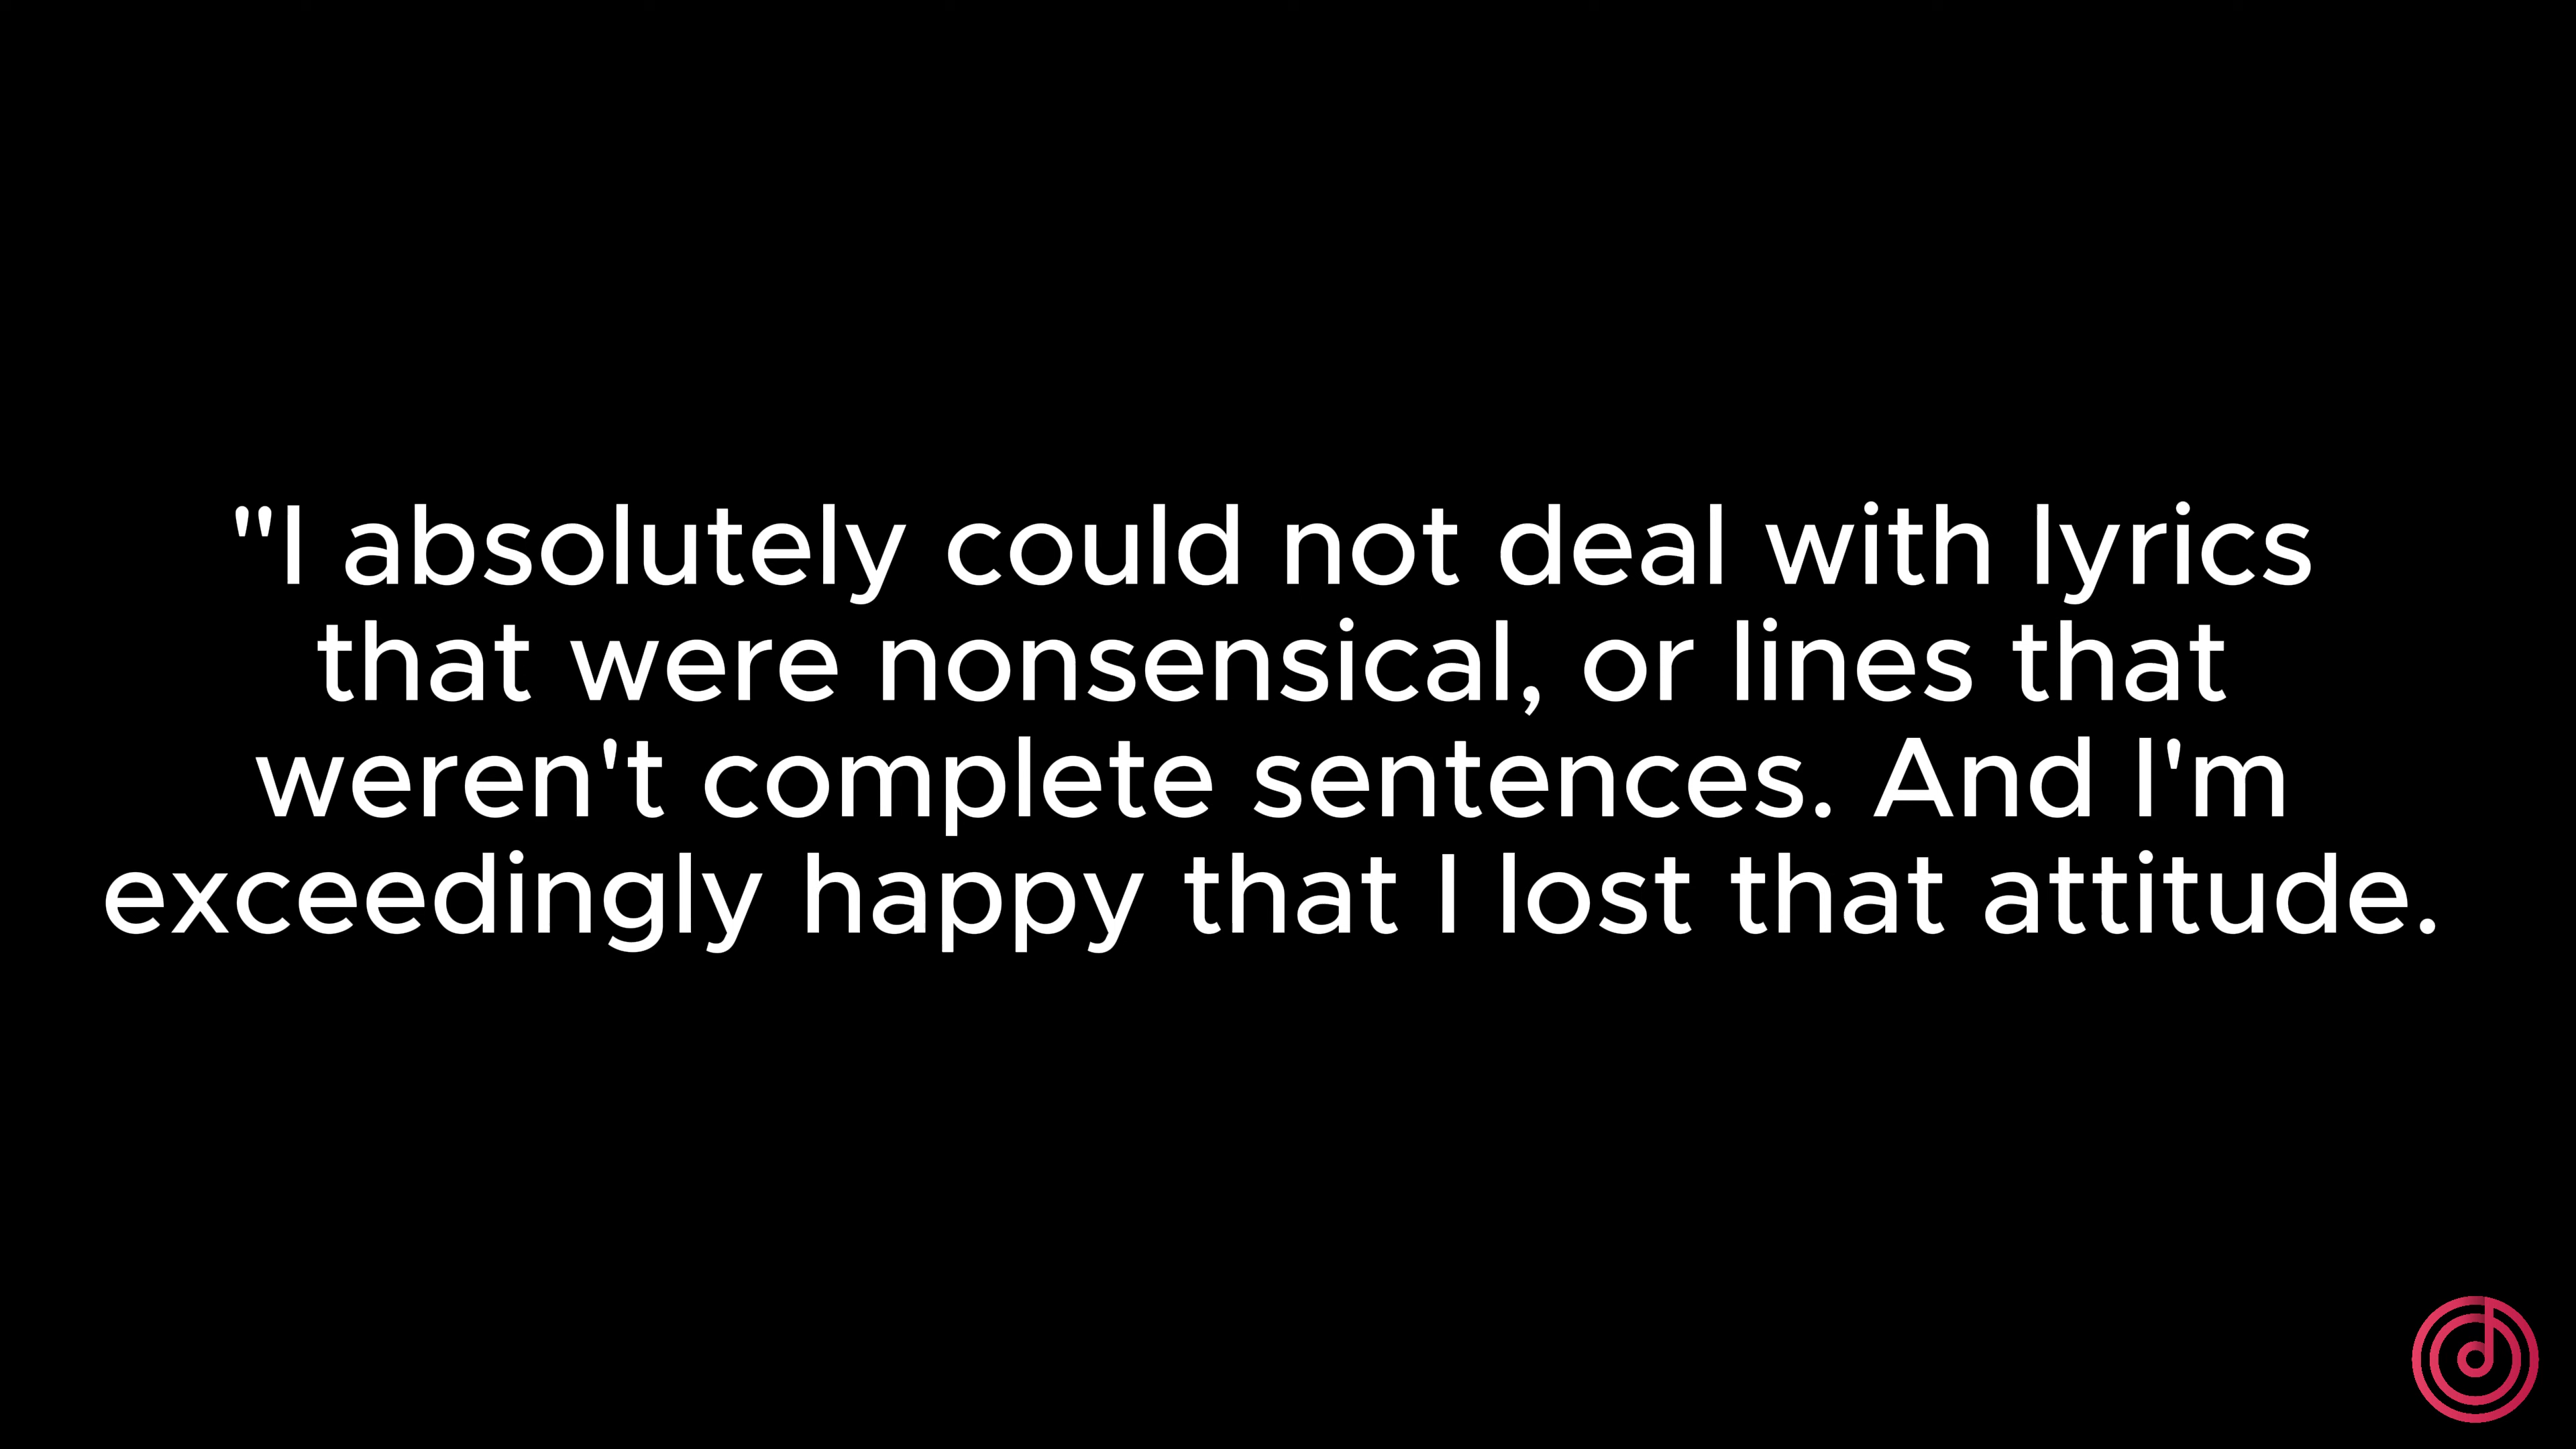 "I absolutely could not deal with lyrics
that were nonsensical, or lines that
weren't complete sentences. And I'm
exceedingly happy that I lost that attitude.